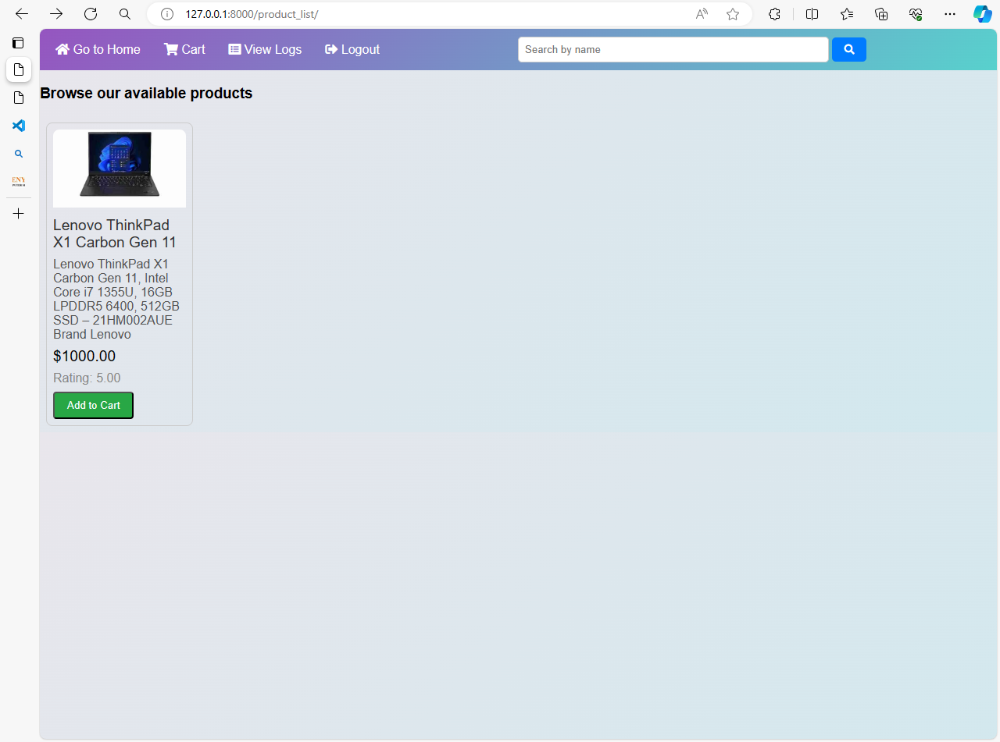 127.0.0.1:8000/product_list/
Go to Home Cart View Logs Logout Search by name
Browse our available products
Lenovo ThinkPad
X1 Carbon Gen 11
Lenovo ThinkPad X1
Carbon Gen 11, Intel
Core i7 1355U, 16GB
LPDDR5 6400, 512GB
SSD – 21HM002AUE
Brand Lenovo
$1000.00
Rating: 5.00
Add to Cart
ENY